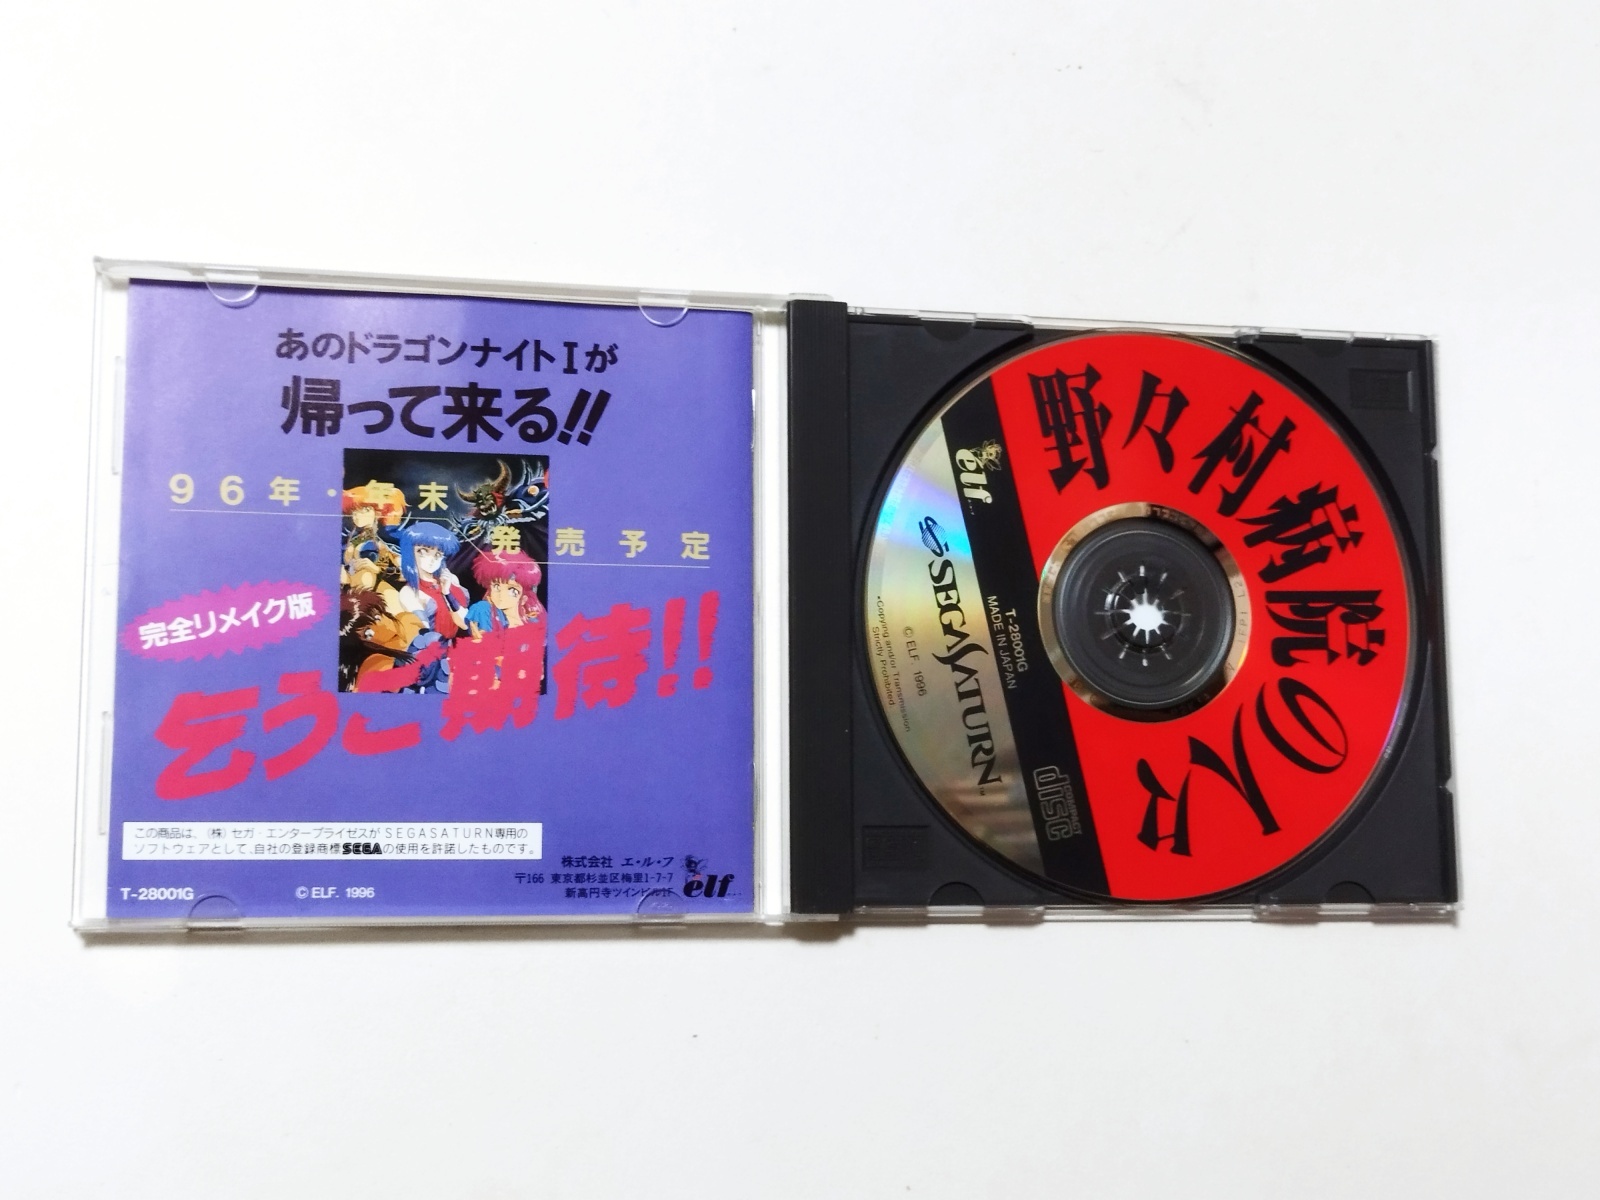 あのドラゴンナイトIが
帰って来る!!
96年・年末
発売予定
完全リメイク版
乞うご期待!!
この商品は、(株)セガ・エンタープライゼスがSEGASATURN専用の
ソフトウェアとして、自社の登録商標SEGAの使用を許諾したものです。
株式会社 エ・ル・フ
〒166 東京都杉並区梅里1-7-7
新高円寺ツインビル1F
elf...
T-28001G
© ELF. 1996
野々村病院の人々
elf...
SEGA SATURN™
T-28001G
MADE IN JAPAN
© ELF. 1996
•Copying and/or Transmission
Strictly Prohibited.
COMPACT
disc